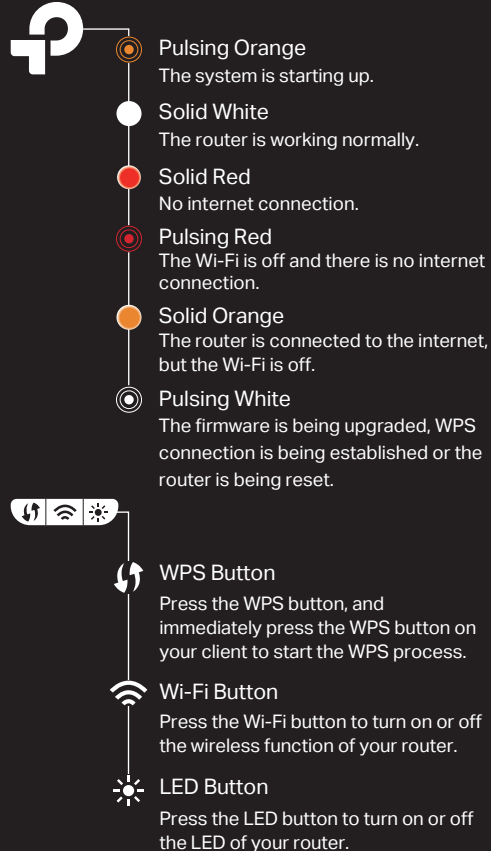 Pulsing Orange
The system is starting up.
Solid White
The router is working normally.
Solid Red
No internet connection.
Pulsing Red
The Wi-Fi is off and there is no internet
connection.
Solid Orange
The router is connected to the internet,
but the Wi-Fi is off.
Pulsing White
The firmware is being upgraded, WPS
connection is being established or the
router is being reset.
WPS Button
Press the WPS button, and
immediately press the WPS button on
your client to start the WPS process.
Wi-Fi Button
Press the Wi-Fi button to turn on or off
the wireless function of your router.
LED Button
Press the LED button to turn on or off
the LED of your router.